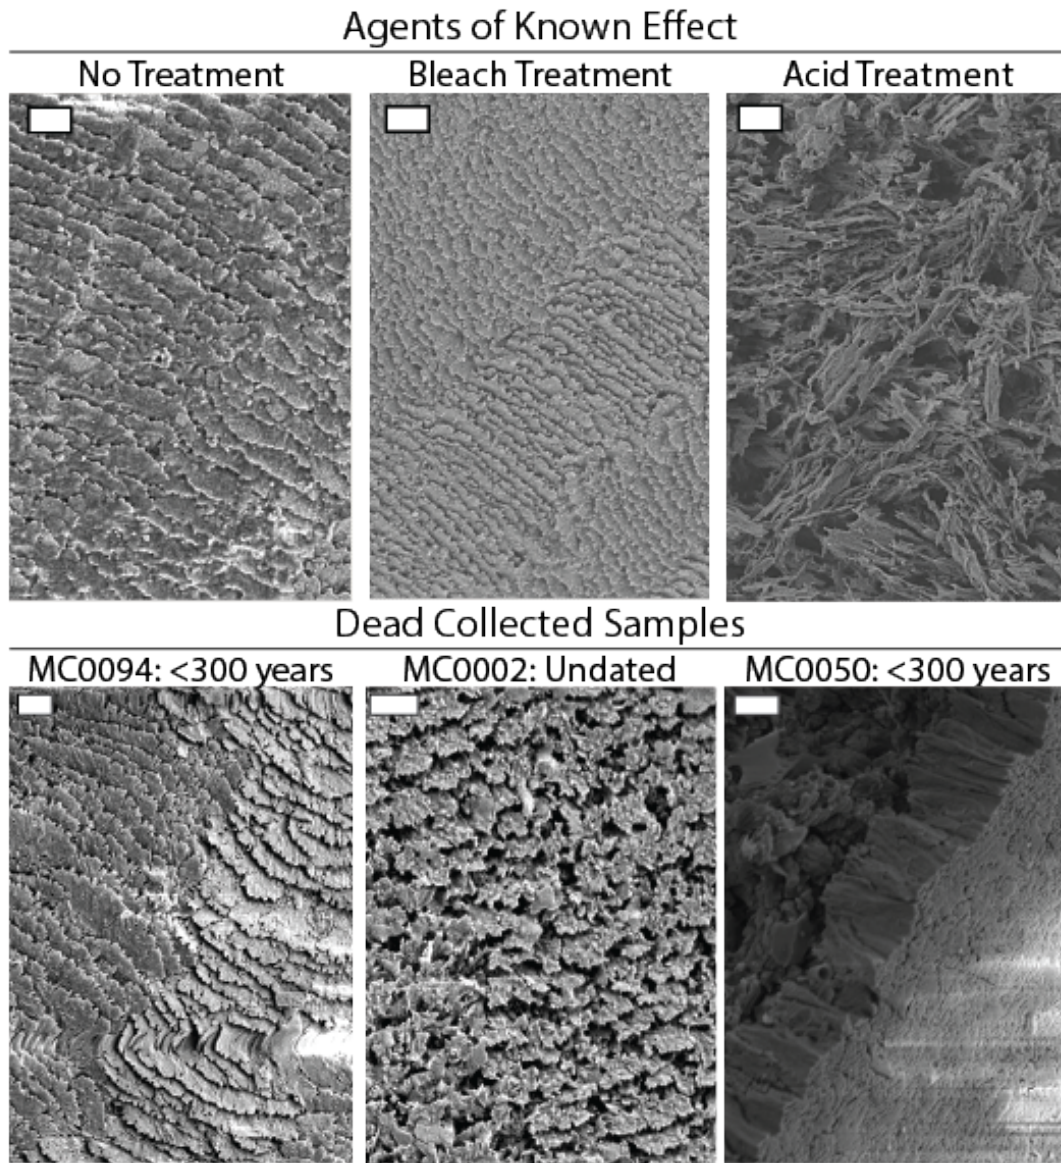 Agents of Known Effect
No Treatment Bleach Treatment Acid Treatment
Dead Collected Samples
MC0094: <300 years MC0002: Undated MC0050: <300 years